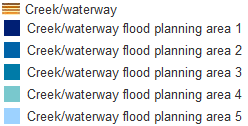 Creek/waterway
Creek/waterway flood planning area 1
Creek/waterway flood planning area 2
Creek/waterway flood planning area 3
Creek/waterway flood planning area 4
Creek/waterway flood planning area 5